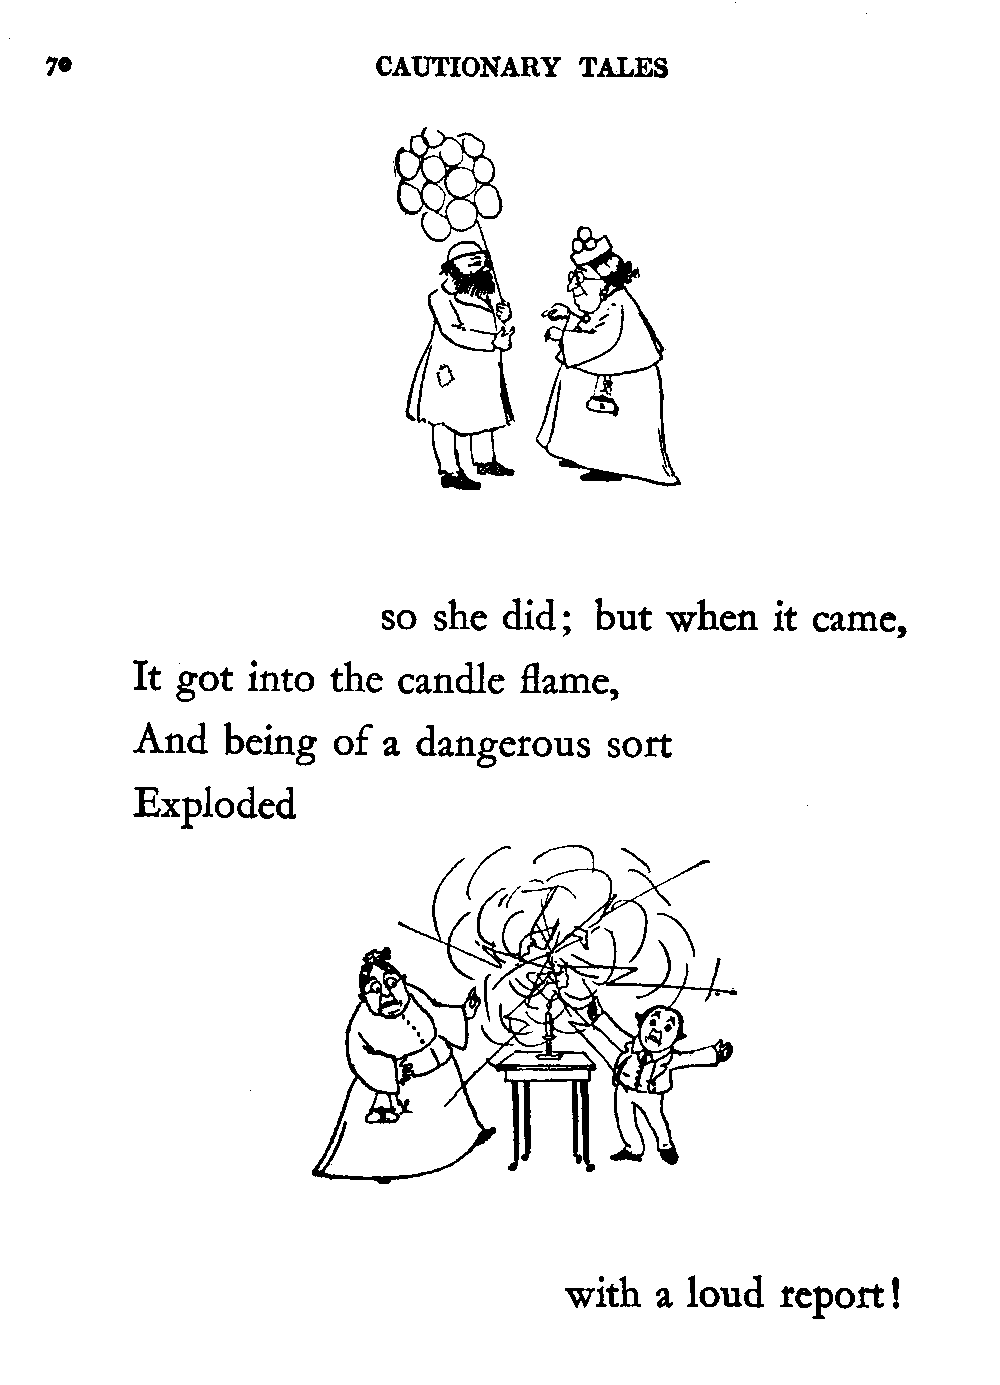 70
CAUTIONARY TALES
so she did; but when it came,
It got into the candle flame,
And being of a dangerous sort
Exploded
with a loud report!